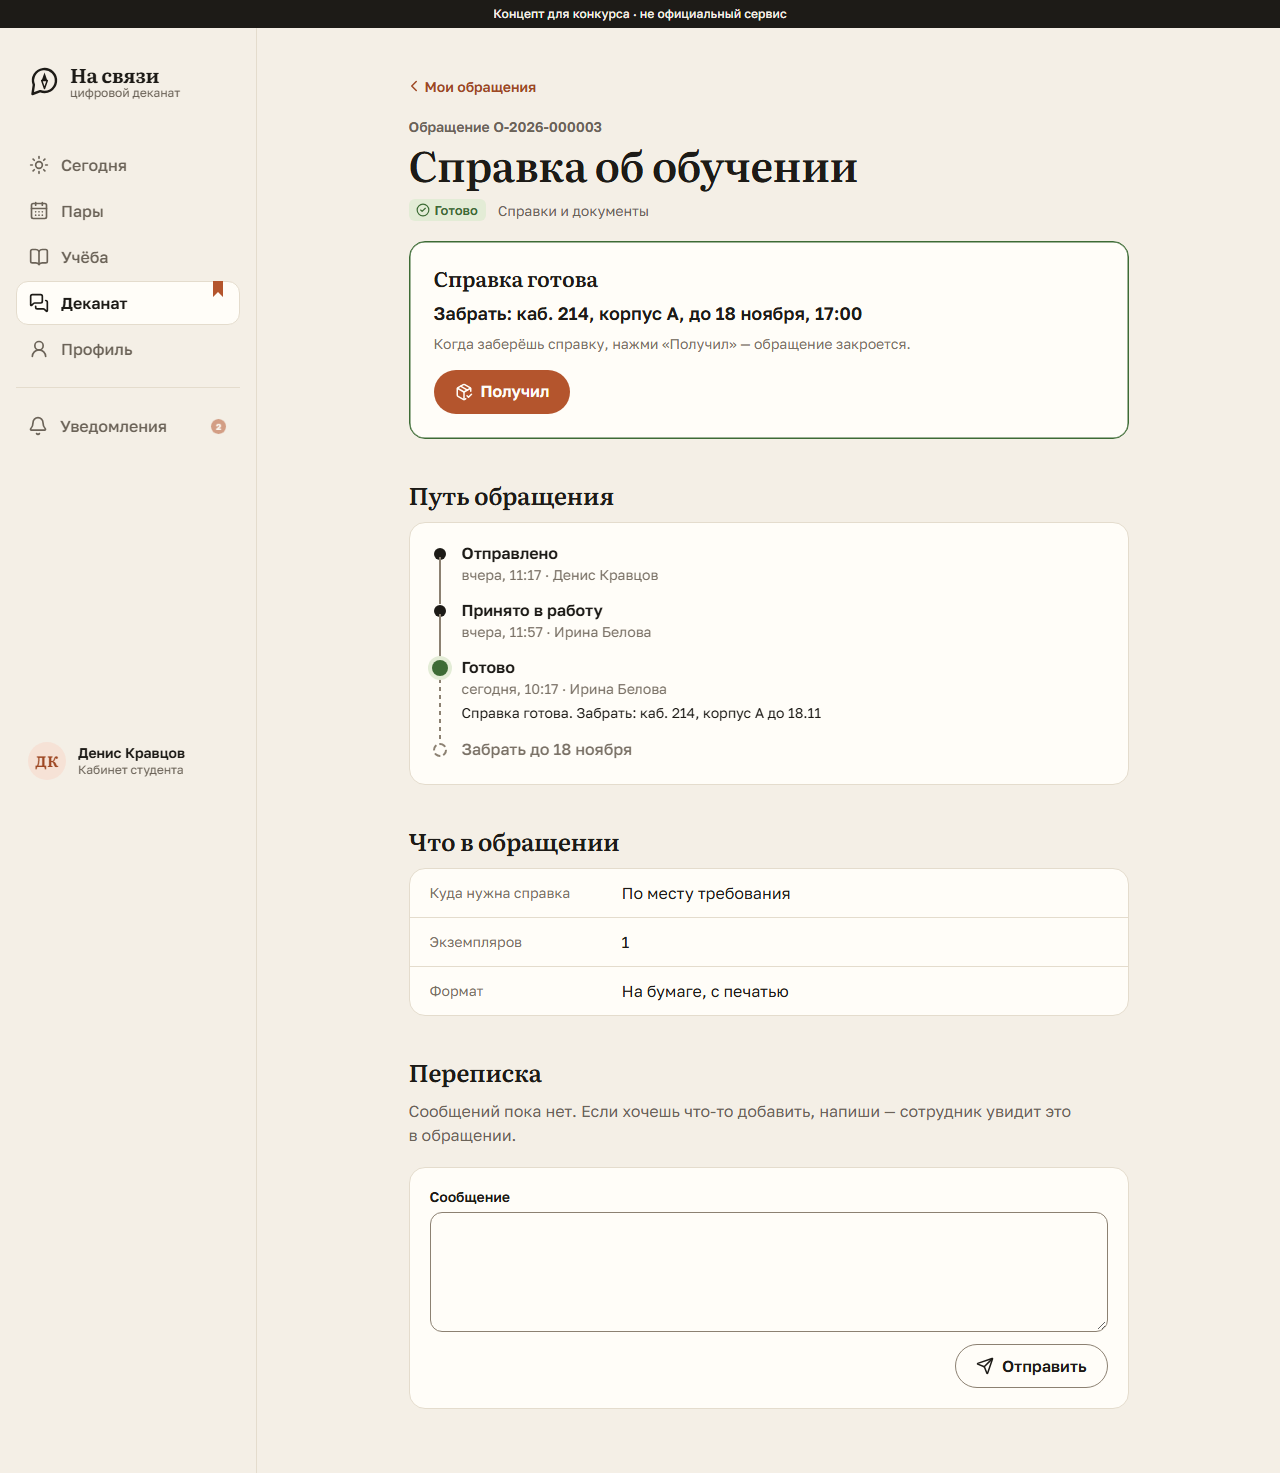 Концепт для конкурса · не официальный сервис
На связи
цифровой деканат
Сегодня
Пары
Учёба
Деканат
Профиль
Уведомления
2
ДК
Денис Кравцов
Кабинет студента
Мои обращения
Обращение О-2026-000003
Справка об обучении
Готово
Справки и документы
Справка готова
Забрать: каб. 214, корпус А, до 18 ноября, 17:00
Когда заберёшь справку, нажми «Получил» — обращение закроется.
Получил
Путь обращения
Отправлено
вчера, 11:17 · Денис Кравцов
Принято в работу
вчера, 11:57 · Ирина Белова
Готово
сегодня, 10:17 · Ирина Белова
Справка готова. Забрать: каб. 214, корпус А до 18.11
Забрать до 18 ноября
Что в обращении
Куда нужна справка
По месту требования
Экземпляров
1
Формат
На бумаге, с печатью
Переписка
Сообщений пока нет. Если хочешь что-то добавить, напиши — сотрудник увидит это
в обращении.
Сообщение
Отправить